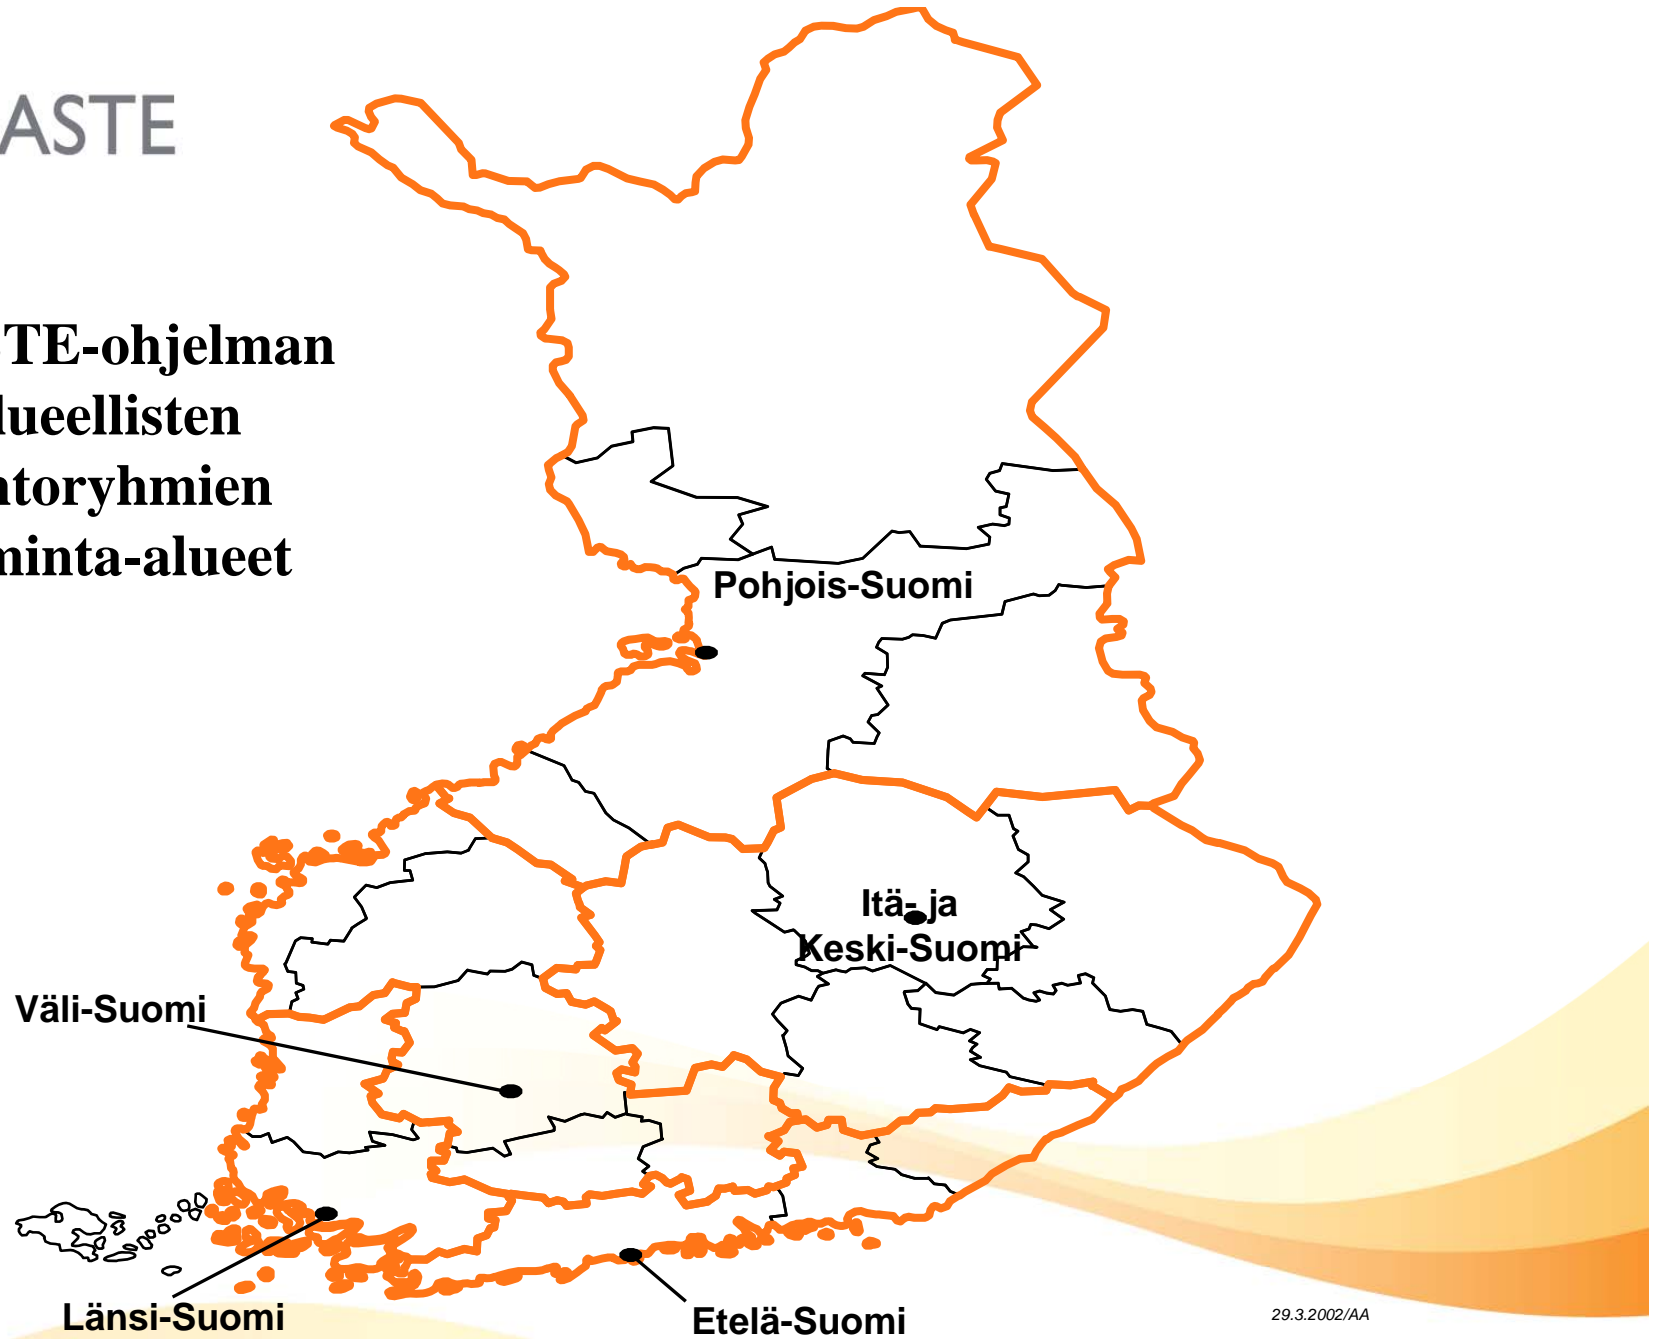 ASTE
TE-ohjelman
lueellisten
ntoryhmien
minta-alueet
Pohjois-Suomi
Itä- ja
Keski-Suomi
Väli-Suomi
Länsi-Suomi
Etelä-Suomi
29.3.2002/AA